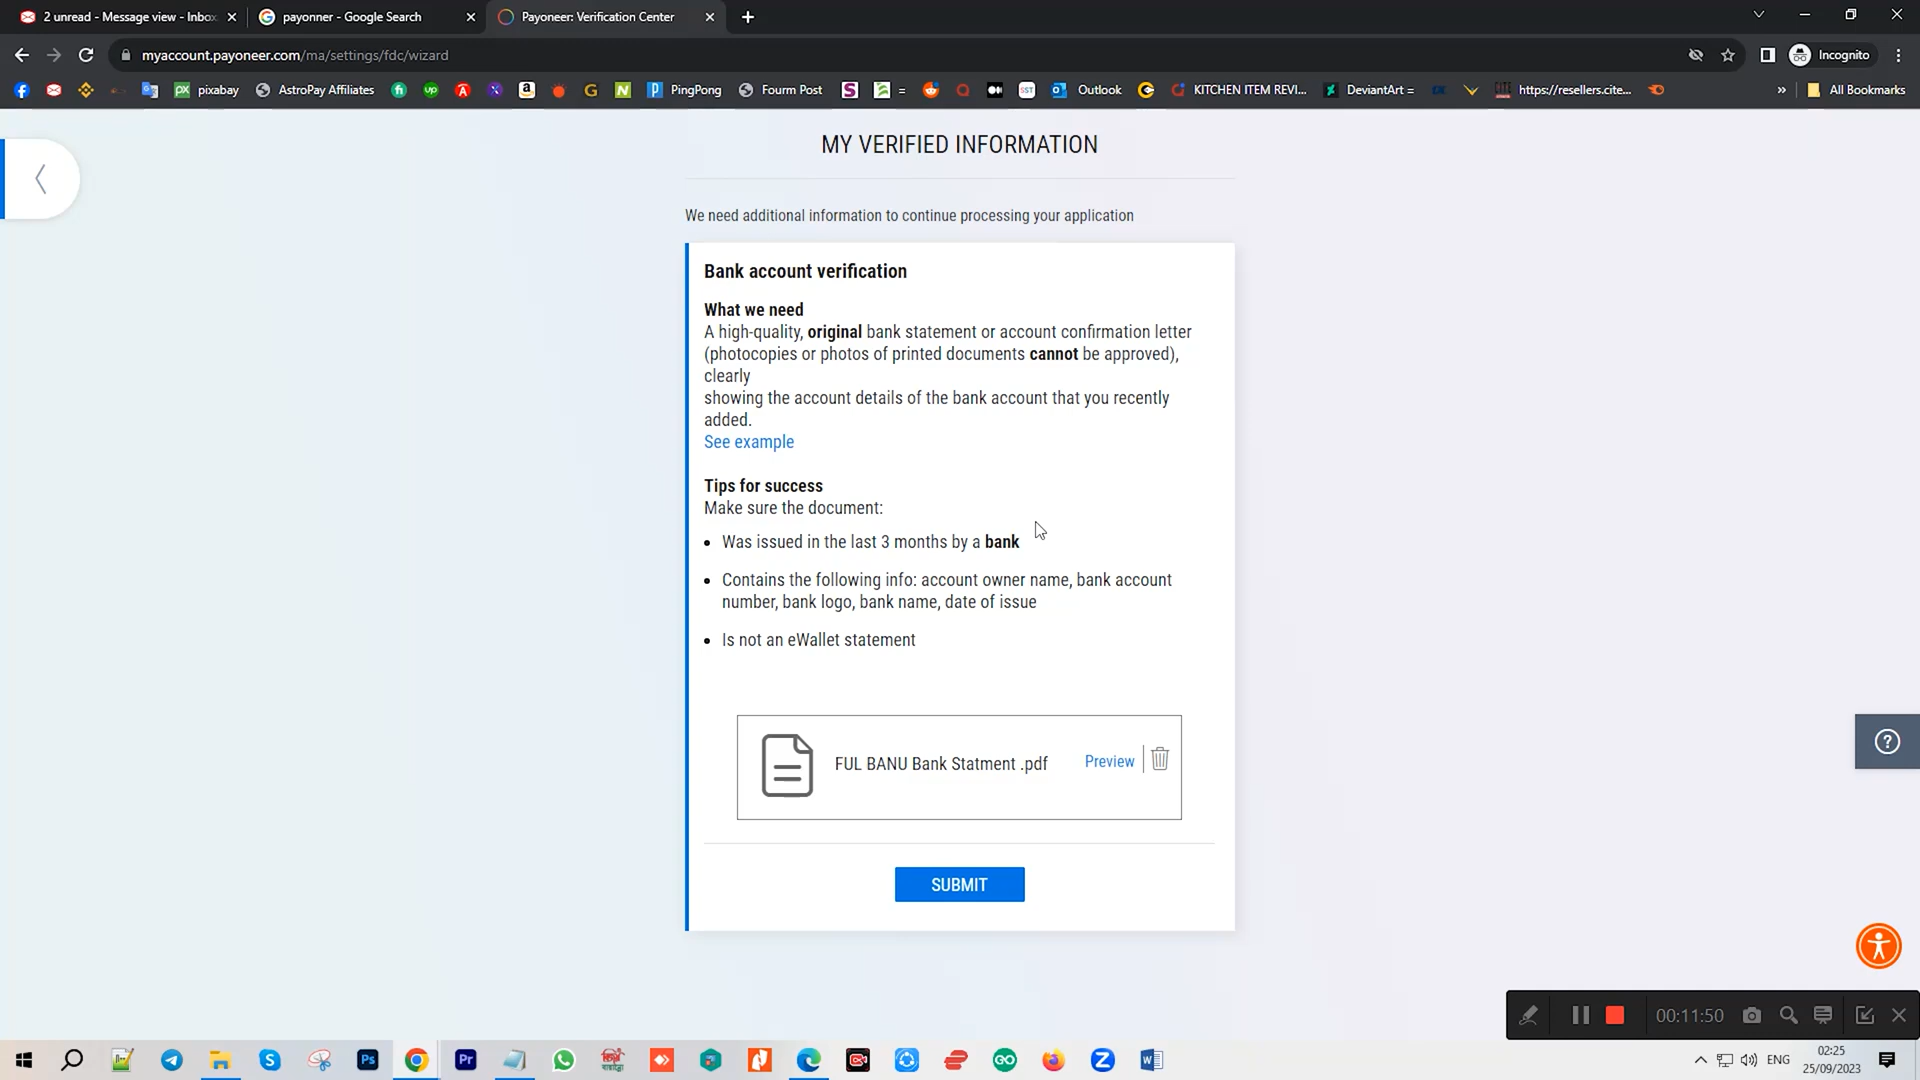 2 unread - Message view - Inbox
payonner - Google Search
Payoneer: Verification Center
myaccount.payoneer.com/ma/settings/fdc/wizard
Incognito
pixabay
AstroPay Affiliates
PingPong
Fourm Post
=
Outlook
KITCHEN ITEM REVI...
DeviantArt =
https://resellers.cite...
»
All Bookmarks
MY VERIFIED INFORMATION
We need additional information to continue processing your application
Bank account verification
What we need
A high-quality, original bank statement or account confirmation letter
(photocopies or photos of printed documents cannot be approved),
clearly
showing the account details of the bank account that you recently
added.
See example
Tips for success
Make sure the document:
• Was issued in the last 3 months by a bank
• Contains the following info: account owner name, bank account
number, bank logo, bank name, date of issue
• Is not an eWallet statement
FUL BANU Bank Statment .pdf
Preview
SUBMIT
00:11:50
ENG
02:25
25/09/2023